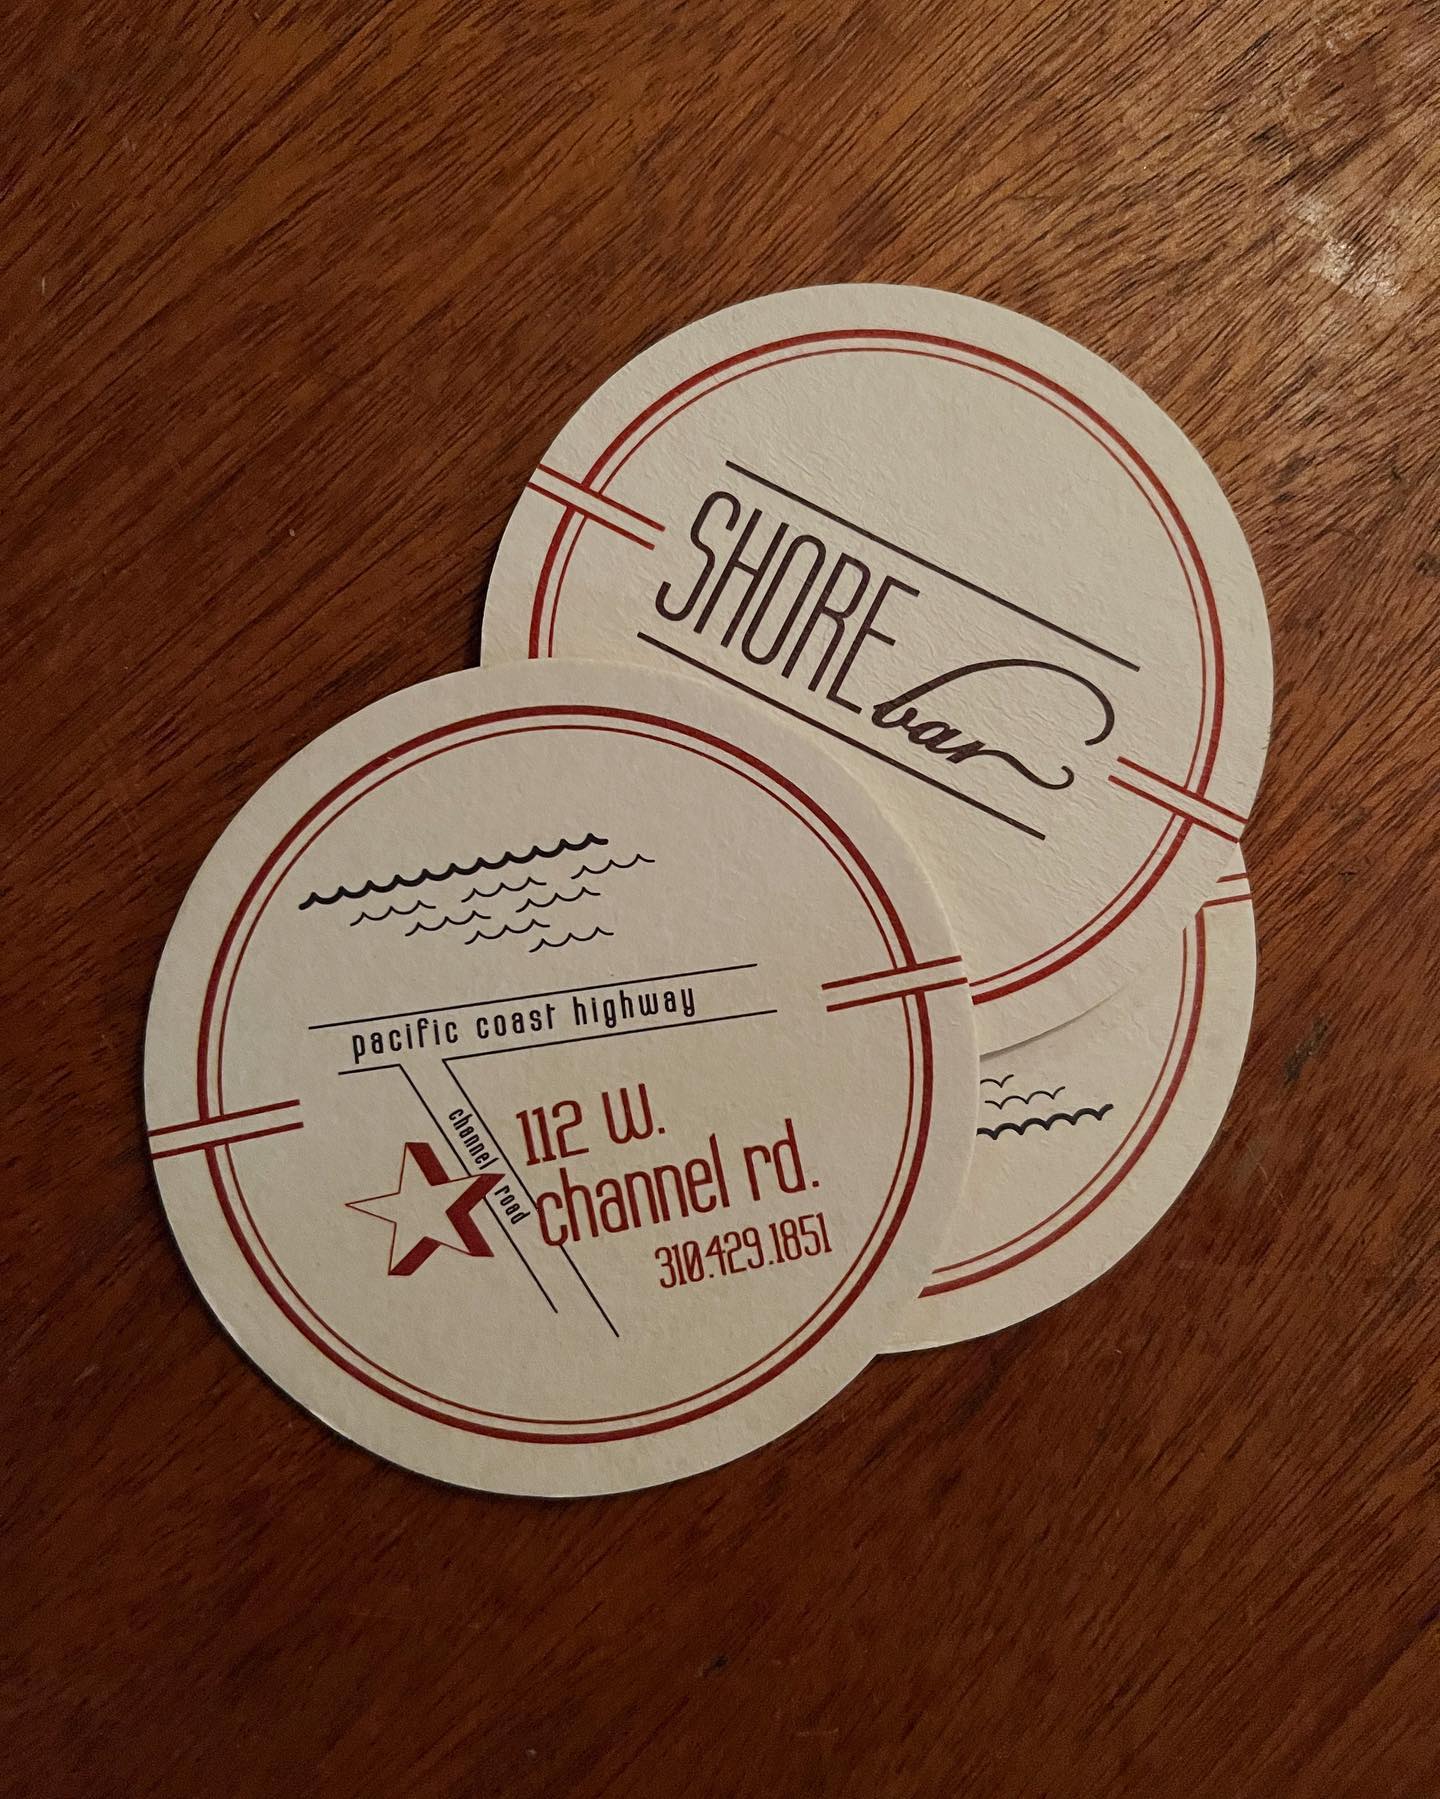 SHORE bar
pacific coast highway
channel road
112 W.
channel rd.
310.429.1851